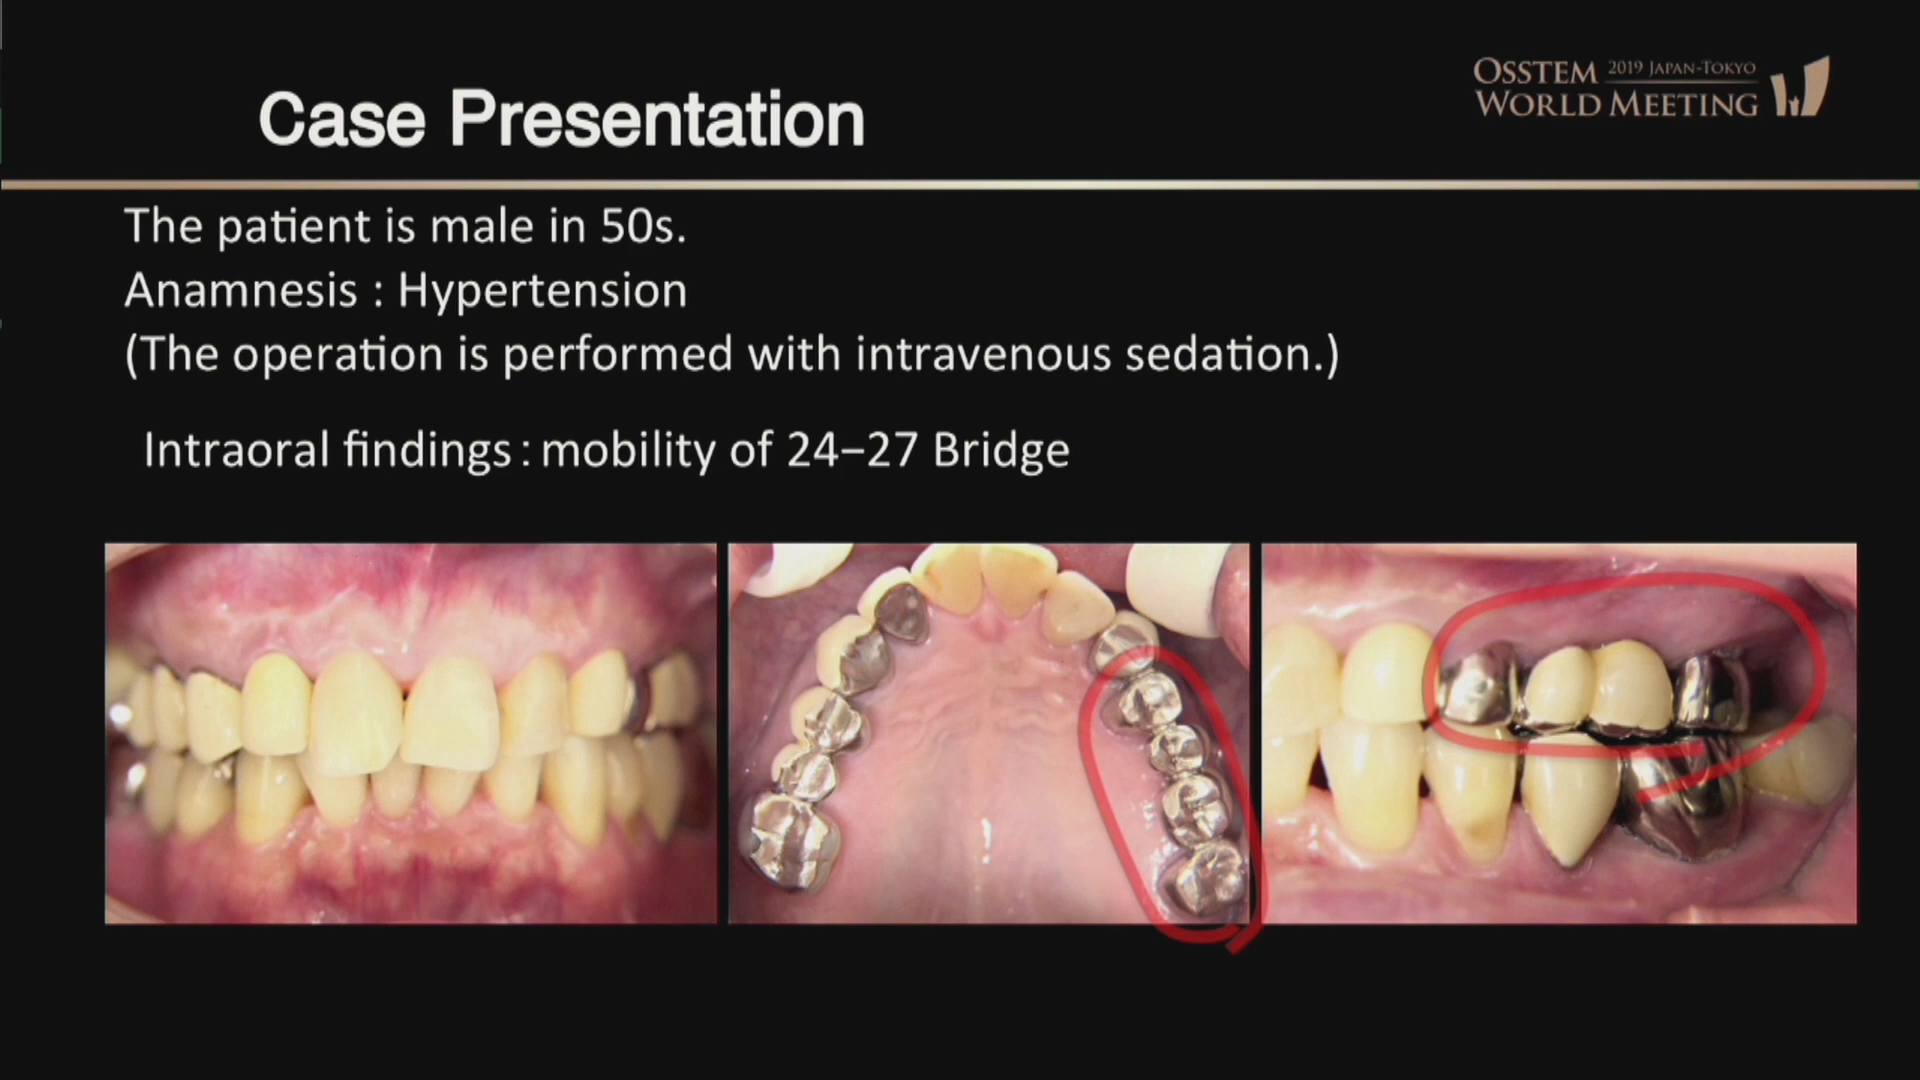 Case Presentation
OSSTEM 2019 JAPAN-TOKYO
WORLD MEETING
The patient is male in 50s.
Anamnesis : Hypertension
(The operation is performed with intravenous sedation.)
Intraoral findings : mobility of 24–27 Bridge